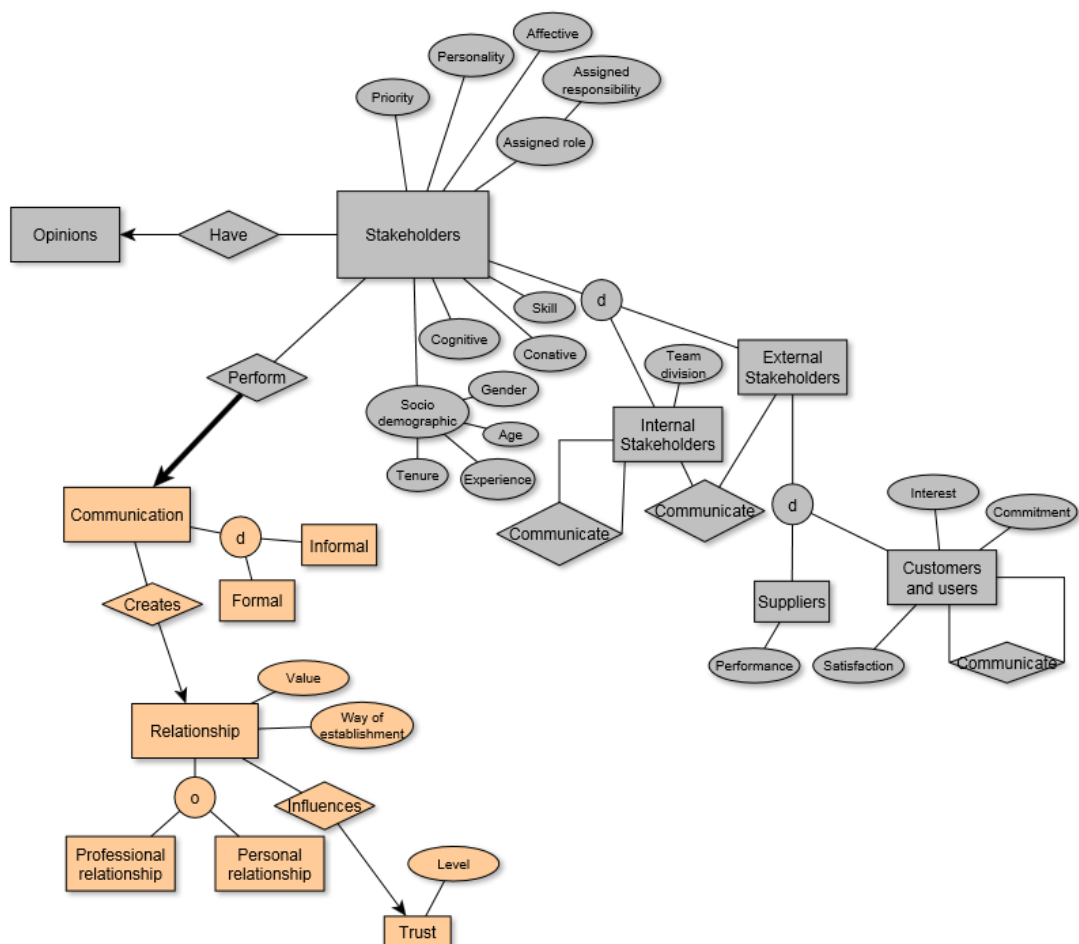 Affective
Personality
Assigned
responsibility
Priority
Assigned role
Opinions
Have
Stakeholders
d
Skill
Cognitive
Conative
Team
division
External
Stakeholders
Perform
Gender
Socio
demographic
Age
Internal
Stakeholders
Tenure
Experience
Interest
Communication
Communicate
Communicate
d
Commitment
d
Informal
Customers
and users
Formal
Suppliers
Creates
Performance
Satisfaction
Communicate
Value
Relationship
Way of
establishment
o
Influences
Professional
relationship
Personal
relationship
Level
Trust